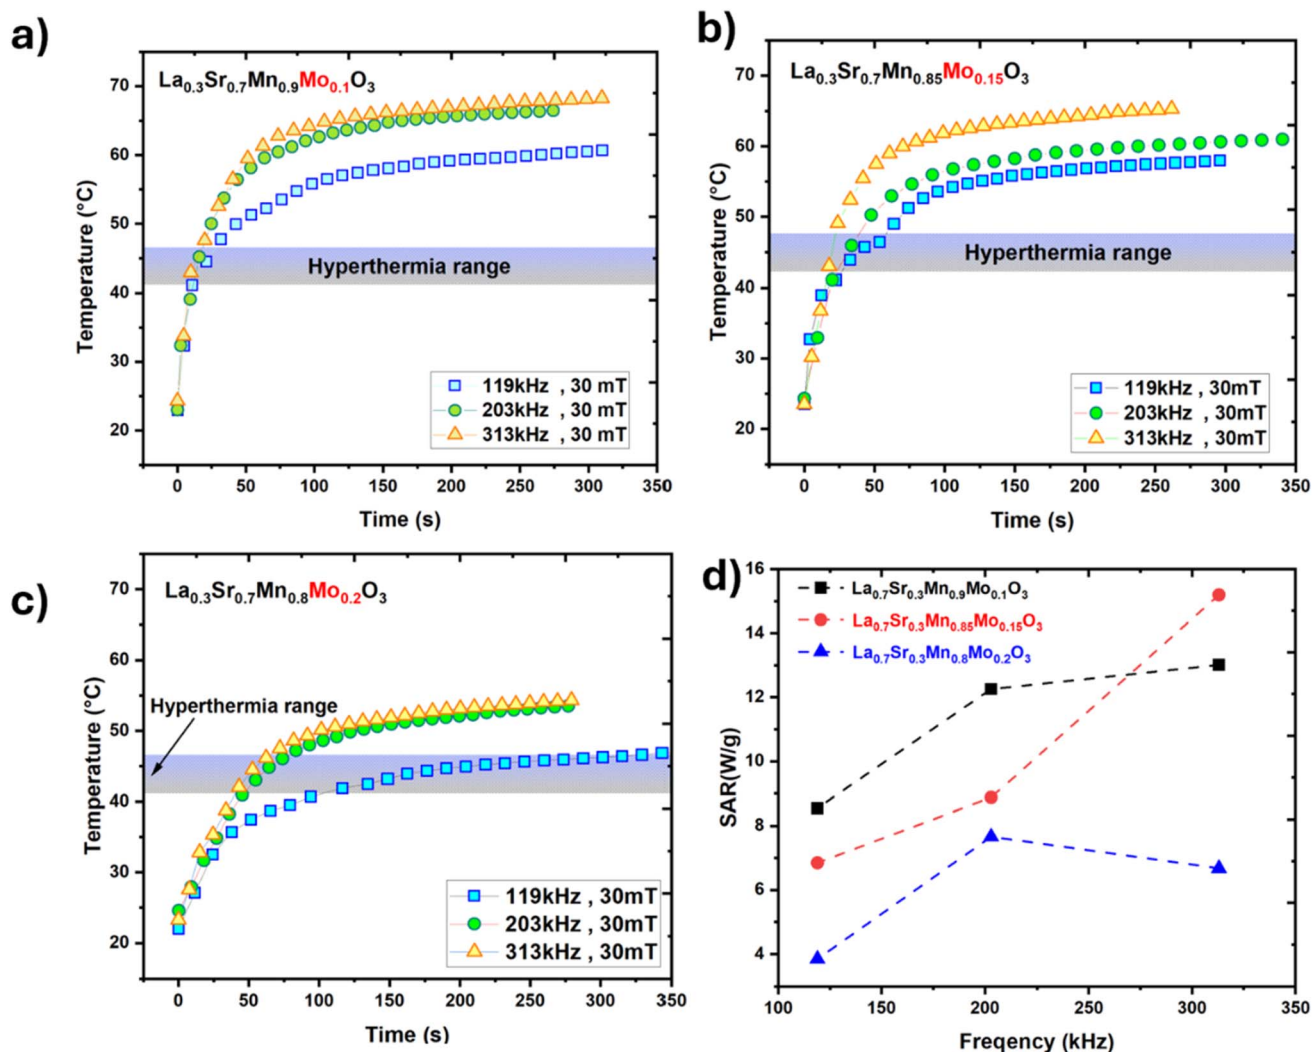 a)
La0.3Sr0.7Mn0.9Mo0.1O3
Temperature (°C)
70
60
50
40
30
20
Hyperthermia range
119kHz , 30 mT
203kHz , 30 mT
313kHz , 30 mT
0 50 100 150 200 250 300 350
Time (s)
b)
La0.3Sr0.7Mn0.85Mo0.15O3
Temperature (°C)
70
60
50
40
30
20
Hyperthermia range
119kHz , 30mT
203kHz , 30mT
313kHz , 30mT
0 50 100 150 200 250 300 350
Time (s)
c)
La0.3Sr0.7Mn0.8Mo0.2O3
Temperature (°C)
70
60
50
40
30
20
Hyperthermia range
119kHz , 30mT
203kHz , 30mT
313kHz , 30mT
0 50 100 150 200 250 300 350
Time (s)
d)
La0.7Sr0.3Mn0.9Mo0.1O3
La0.7Sr0.3Mn0.85Mo0.15O3
La0.7Sr0.3Mn0.8Mo0.2O3
SAR(W/g)
16
14
12
10
8
6
4
100 150 200 250 300 350
Freqency (kHz)